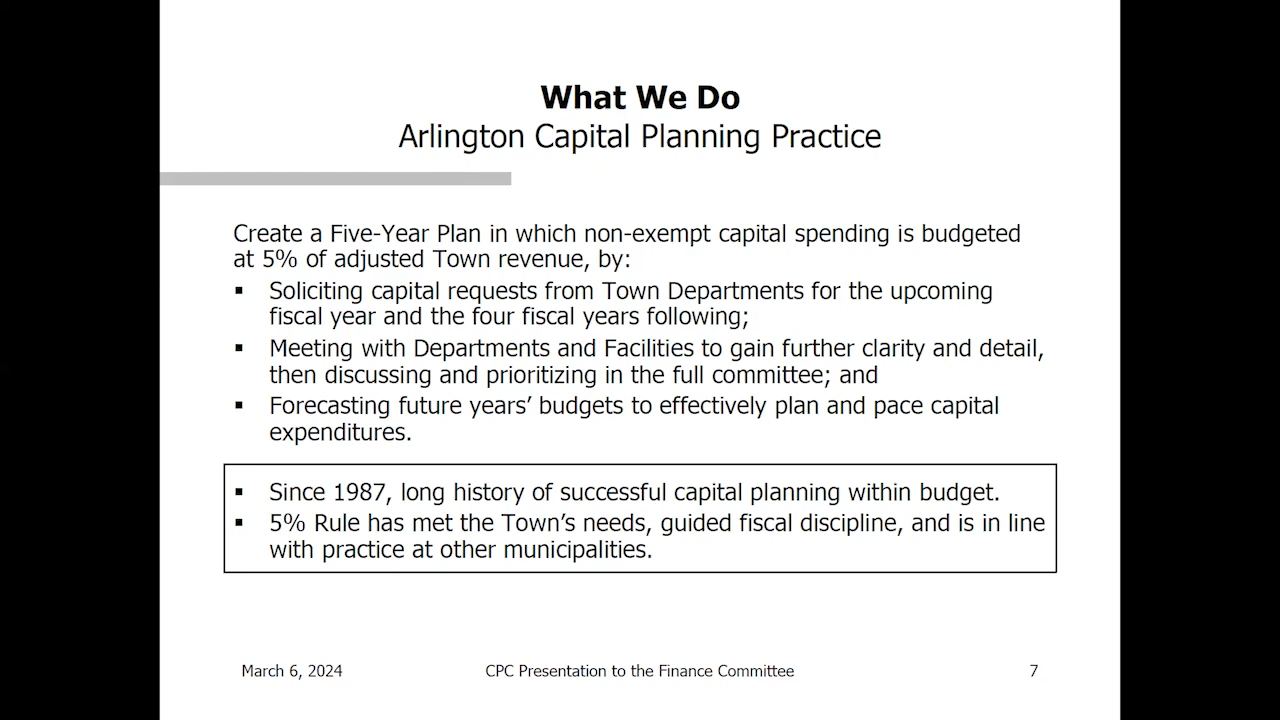 What We Do
Arlington Capital Planning Practice
Create a Five-Year Plan in which non-exempt capital spending is budgeted
at 5% of adjusted Town revenue, by:
▪ Soliciting capital requests from Town Departments for the upcoming
fiscal year and the four fiscal years following;
▪ Meeting with Departments and Facilities to gain further clarity and detail,
then discussing and prioritizing in the full committee; and
▪ Forecasting future years’ budgets to effectively plan and pace capital
expenditures.
▪ Since 1987, long history of successful capital planning within budget.
▪ 5% Rule has met the Town’s needs, guided fiscal discipline, and is in line
with practice at other municipalities.
March 6, 2024 CPC Presentation to the Finance Committee 7